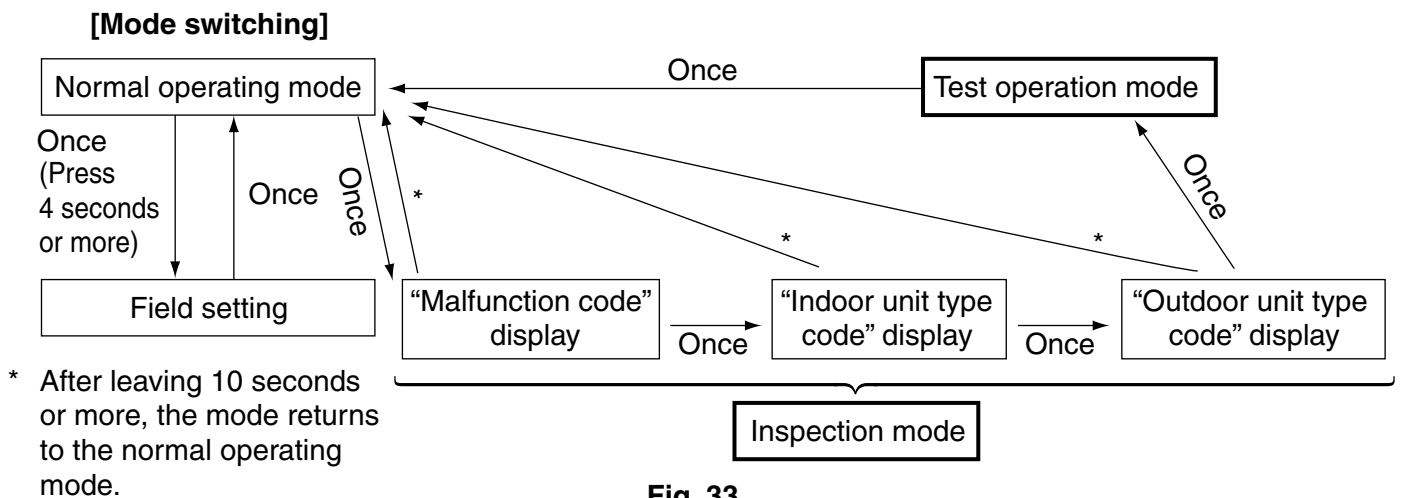 [Mode switching]
Normal operating mode
Once
Test operation mode
Once
(Press
4 seconds
or more)
Once
Once
*
*
*
Once
Field setting
“Malfunction code”
display
Once
“Indoor unit type
code” display
Once
“Outdoor unit type
code” display
* After leaving 10 seconds
or more, the mode returns
to the normal operating
mode.
Inspection mode
Fig. 33